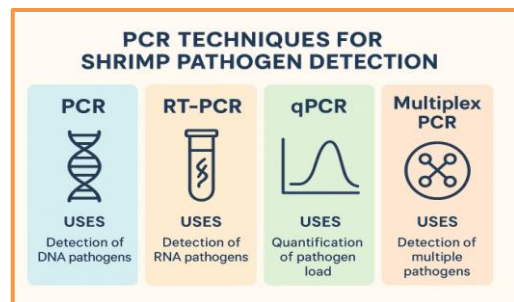 PCR TECHNIQUES FOR
SHRIMP PATHOGEN DETECTION
PCR
USES
Detection of
DNA pathogens
RT-PCR
USES
Detection of
RNA pathogens
qPCR
USES
Quantification
of pathogen
load
Multiplex
PCR
USES
Detection of
multiple
pathogens